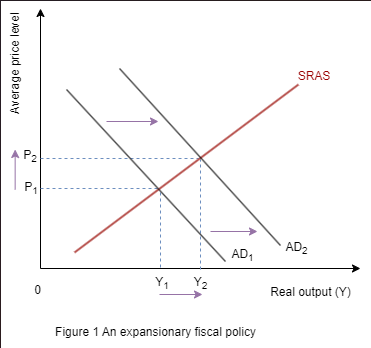 Average price level
SRAS
P₂
P₁
AD₁
AD₂
0
Y₁
Y₂
Real output (Y)
Figure 1 An expansionary fiscal policy